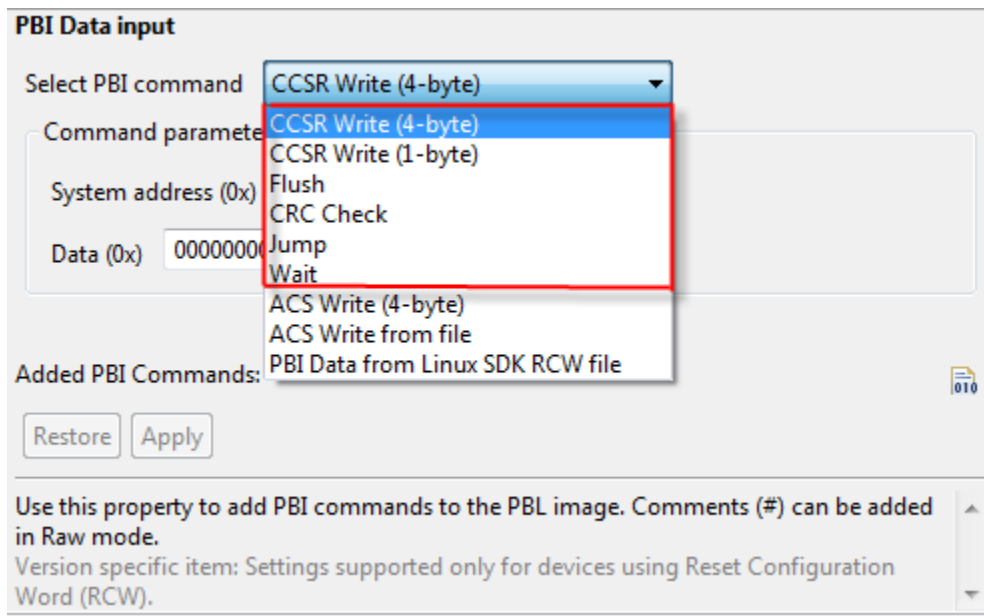 PBI Data input
Select PBI command CCSR Write (4-byte)
CCSR Write (4-byte)
Command paramete
CCSR Write (1-byte)
Flush
System address (0x)
CRC Check
Data (0x) 00000000
Jump
Wait
ACS Write (4-byte)
ACS Write from file
PBI Data from Linux SDK RCW file
Added PBI Commands:
010
Restore Apply
Use this property to add PBI commands to the PBL image. Comments (#) can be added
in Raw mode.
Version specific item: Settings supported only for devices using Reset Configuration
Word (RCW).